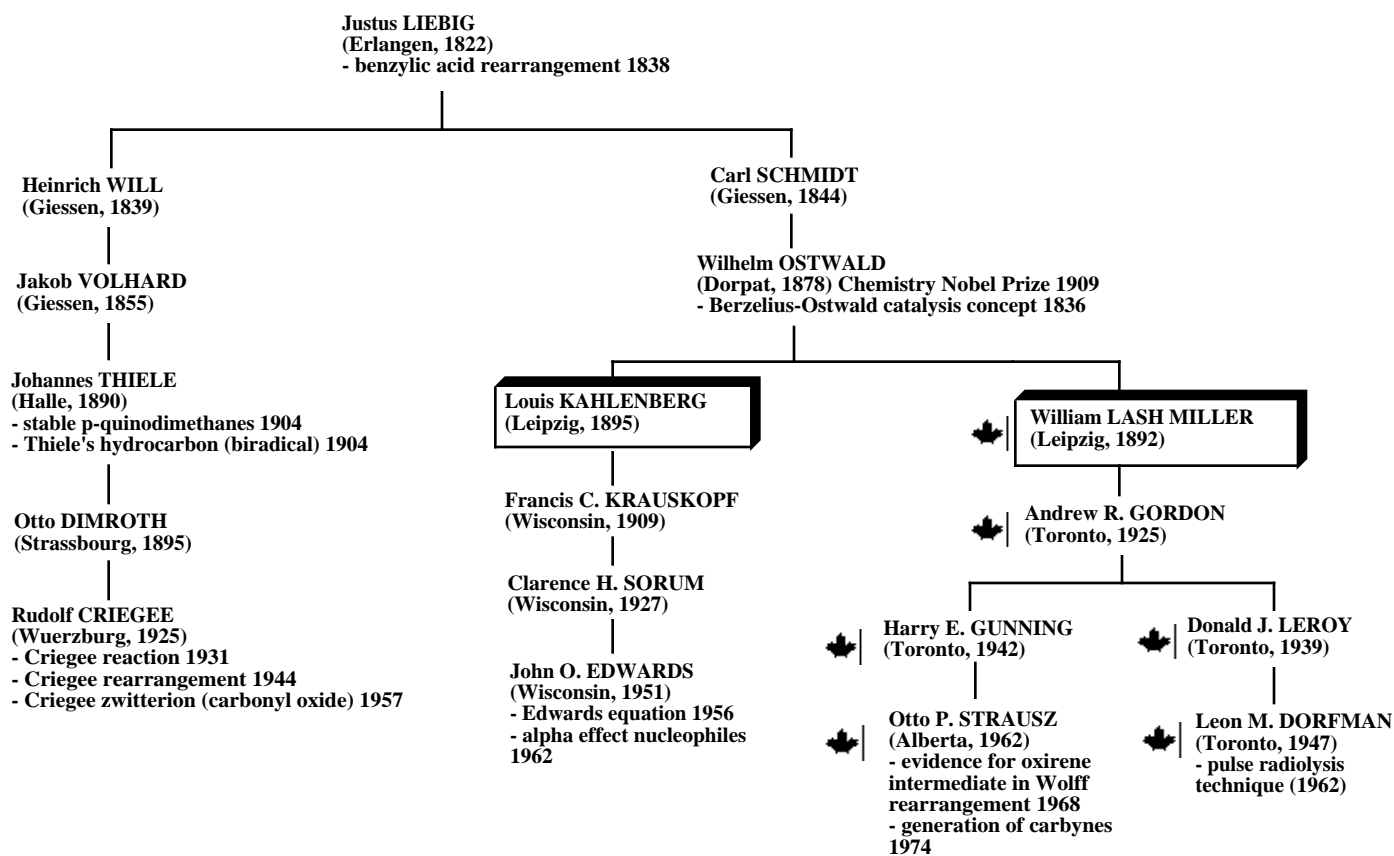 Justus LIEBIG
(Erlangen, 1822)
- benzylic acid rearrangement 1838
Heinrich WILL
(Giessen, 1839)
Carl SCHMIDT
(Giessen, 1844)
Jakob VOLHARD
(Giessen, 1855)
Wilhelm OSTWALD
(Dorpat, 1878) Chemistry Nobel Prize 1909
- Berzelius-Ostwald catalysis concept 1836
Johannes THIELE
(Halle, 1890)
- stable p-quinodimethanes 1904
- Thiele's hydrocarbon (biradical) 1904
Louis KAHLENBERG
(Leipzig, 1895)
William LASH MILLER
(Leipzig, 1892)
Otto DIMROTH
(Strassbourg, 1895)
Francis C. KRAUSKOPF
(Wisconsin, 1909)
Andrew R. GORDON
(Toronto, 1925)
Rudolf CRIEGEE
(Wuerzburg, 1925)
- Criegee reaction 1931
- Criegee rearrangement 1944
- Criegee zwitterion (carbonyl oxide) 1957
Clarence H. SORUM
(Wisconsin, 1927)
Harry E. GUNNING
(Toronto, 1942)
Donald J. LEROY
(Toronto, 1939)
John O. EDWARDS
(Wisconsin, 1951)
- Edwards equation 1956
- alpha effect nucleophiles
1962
Otto P. STRAUSZ
(Alberta, 1962)
- evidence for oxirene
intermediate in Wolff
rearrangement 1968
- generation of carbynes
1974
Leon M. DORFMAN
(Toronto, 1947)
- pulse radiolysis
technique (1962)